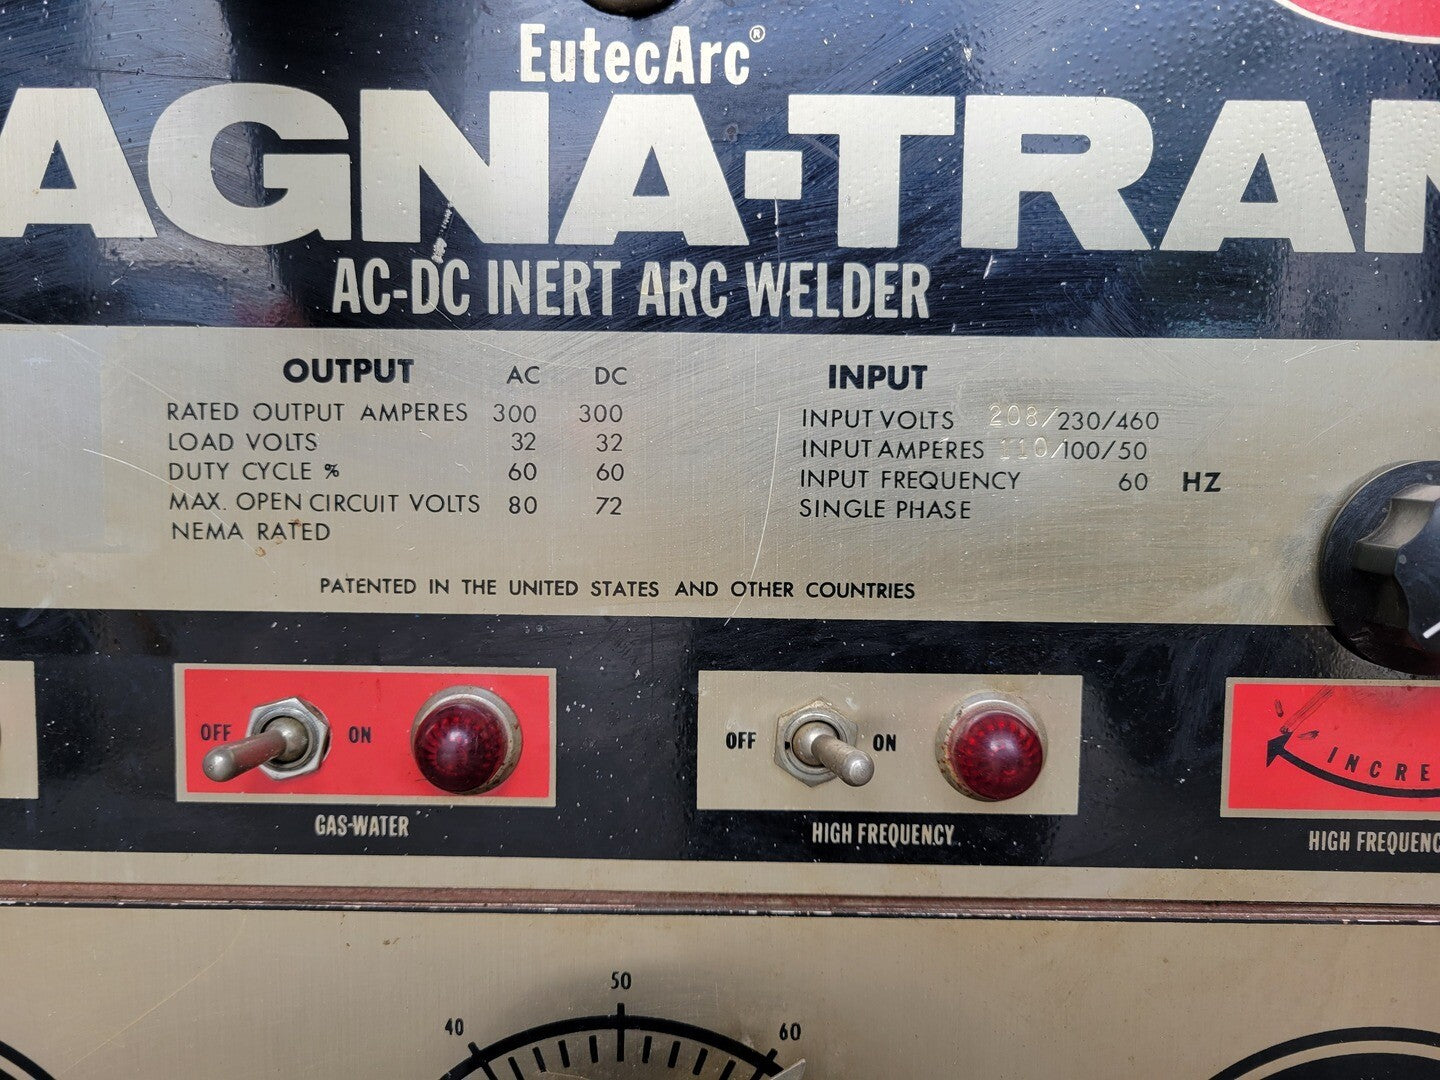 EutecArc®
AGNA-TRAN
AC-DC INERT ARC WELDER
OUTPUT AC DC
RATED OUTPUT AMPERES 300 300
LOAD VOLTS 32 32
DUTY CYCLE % 60 60
MAX. OPEN CIRCUIT VOLTS 80 72
NEMA RATED
INPUT
INPUT VOLTS 208/230/460
INPUT AMPERES 110/100/50
INPUT FREQUENCY 60 HZ
SINGLE PHASE
PATENTED IN THE UNITED STATES AND OTHER COUNTRIES
OFF ON
GAS-WATER
OFF ON
HIGH FREQUENCY
INCRE
HIGH FREQUENC
40 50 60